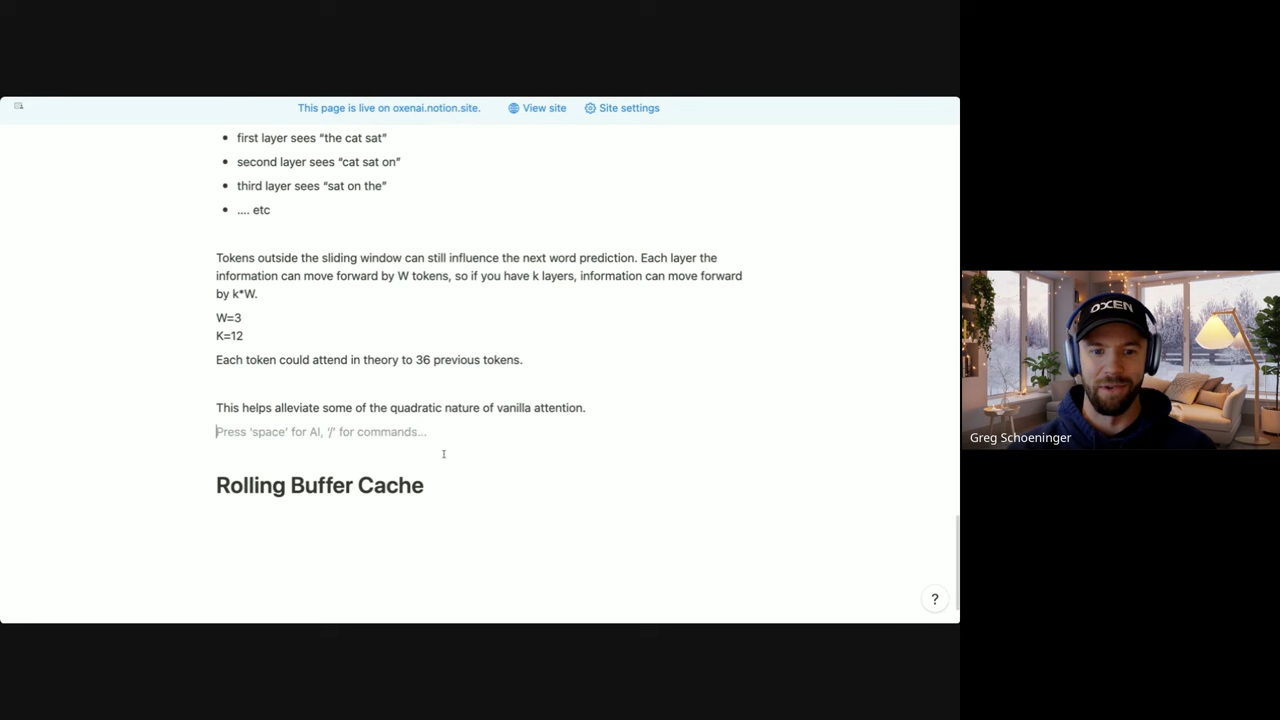 This page is live on oxenai.notion.site. View site Site settings
• first layer sees “the cat sat”
• second layer sees “cat sat on”
• third layer sees “sat on the”
• .... etc
Tokens outside the sliding window can still influence the next word prediction. Each layer the
information can move forward by W tokens, so if you have k layers, information can move forward
by k*W.
W=3
K=12
Each token could attend in theory to 36 previous tokens.
This helps alleviate some of the quadratic nature of vanilla attention.
Press ‘space’ for AI, ‘/’ for commands...
Rolling Buffer Cache
?
OXEN
Greg Schoeninger